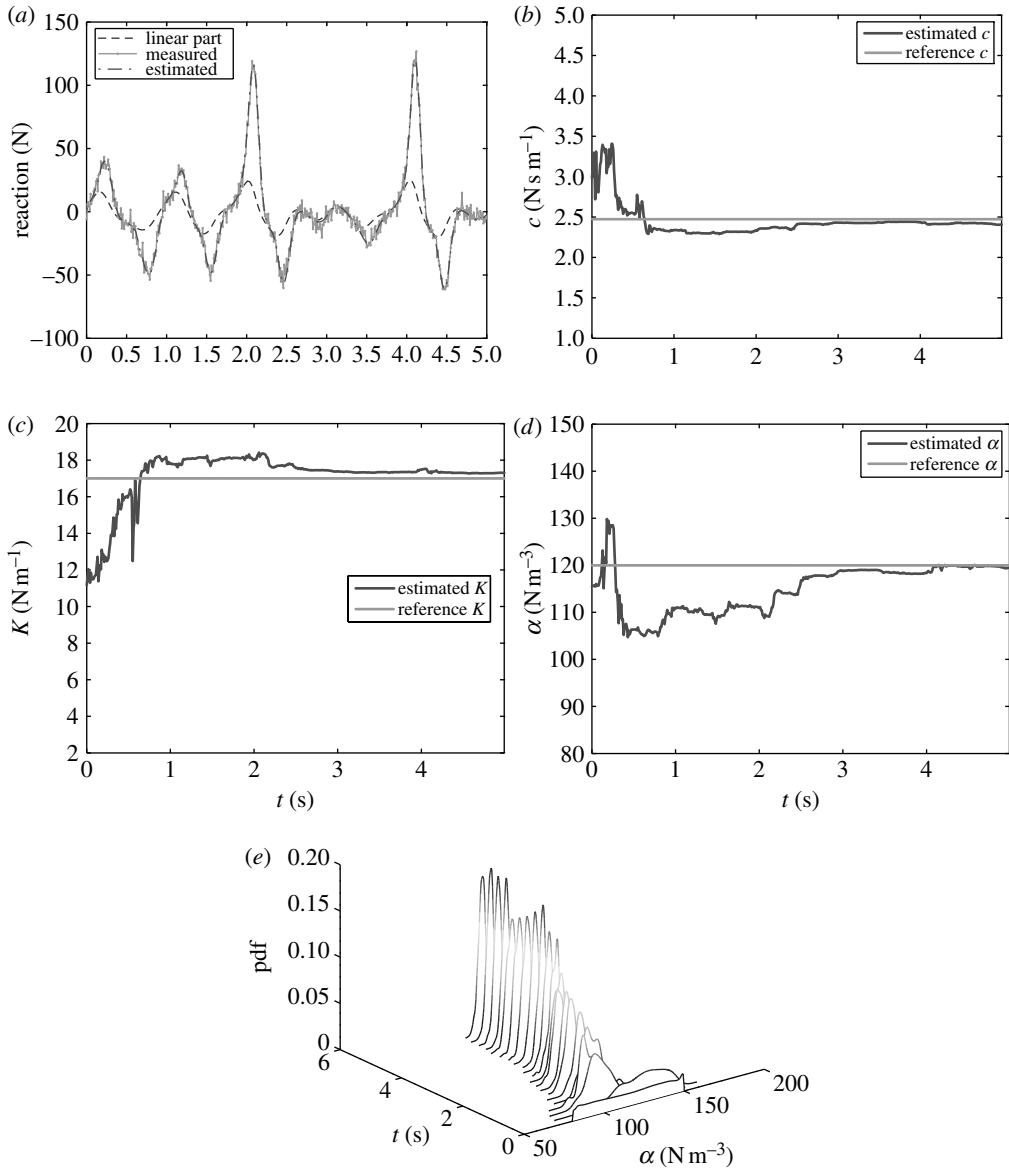 (a)
150
100
50
0
–50
–100
reaction (N)
linear part
measured
estimated
0 0.5 1.0 1.5 2.0 2.5 3.0 3.5 4.0 4.5 5.0
(b)
5.0
4.5
4.0
3.5
3.0
2.5
2.0
1.5
1.0
c (N s m⁻¹)
estimated c
reference c
0 1 2 3 4
(c)
20
18
16
14
12
10
8
6
4
2
K (N m⁻¹)
estimated K
reference K
0 1 2 3 4
t (s)
(d)
150
140
130
120
110
100
90
80
α (N m⁻³)
estimated α
reference α
0 1 2 3 4
t (s)
(e)
0.20
0.15
0.10
0.05
0
pdf
6
4
2
0
t (s)
50
100
150
200
α (N m⁻³)